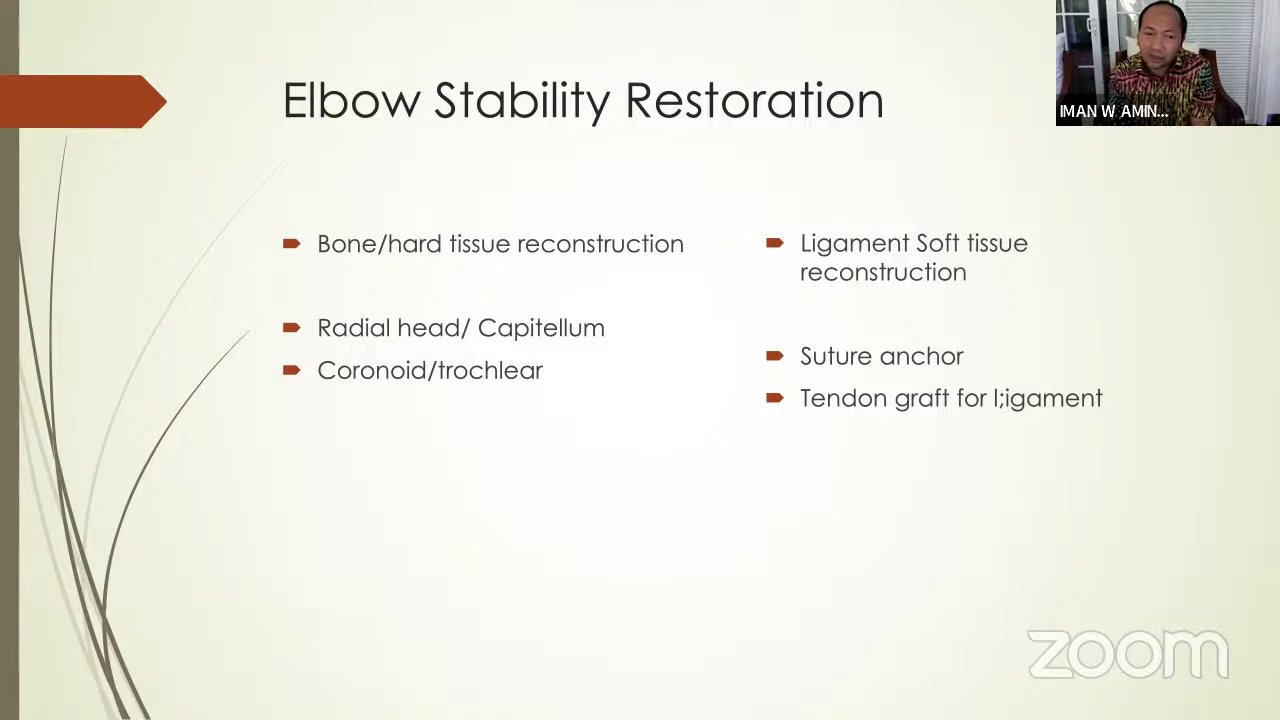 Elbow Stability Restoration
IMAN W AMIN...
Bone/hard tissue reconstruction
Radial head/ Capitellum
Coronoid/trochlear
Ligament Soft tissue
reconstruction
Suture anchor
Tendon graft for l;igament
zoom